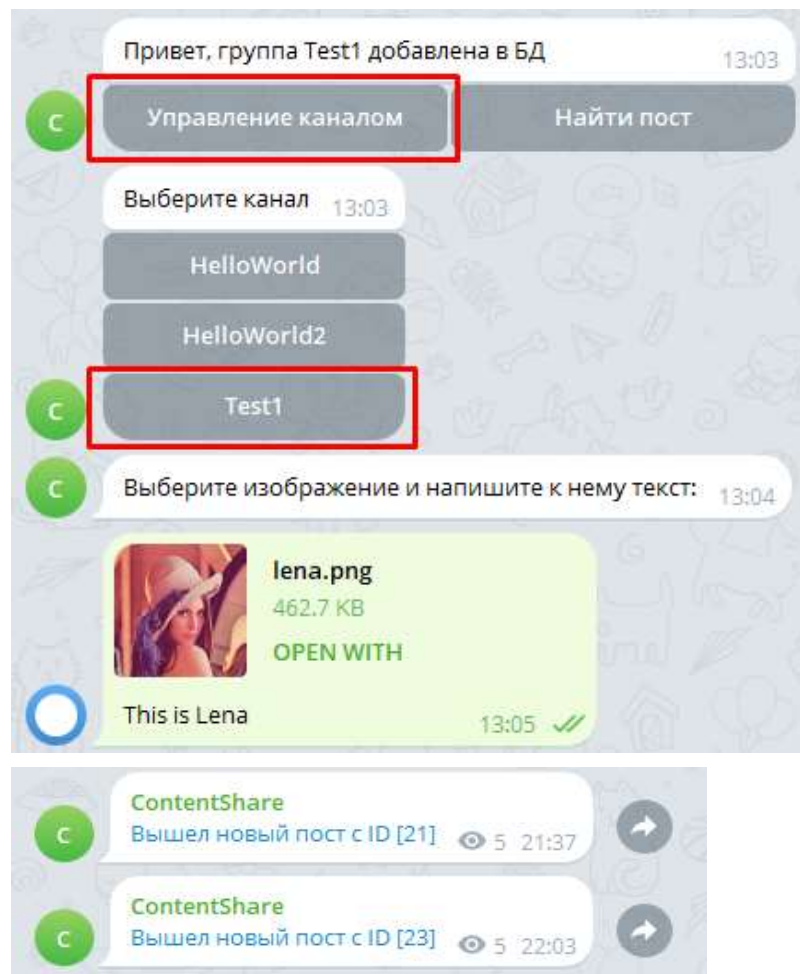 Привет, группа Test1 добавлена в БД 13:03
C Управление каналом Найти пост
Выберите канал 13:03
HelloWorld
HelloWorld2
C Test1
C Выберите изображение и напишите к нему текст: 13:04
lena.png
462.7 KB
OPEN WITH
This is Lena 13:05
ContentShare
C Вышел новый пост с ID [21] 5 21:37
ContentShare
C Вышел новый пост с ID [23] 5 22:03